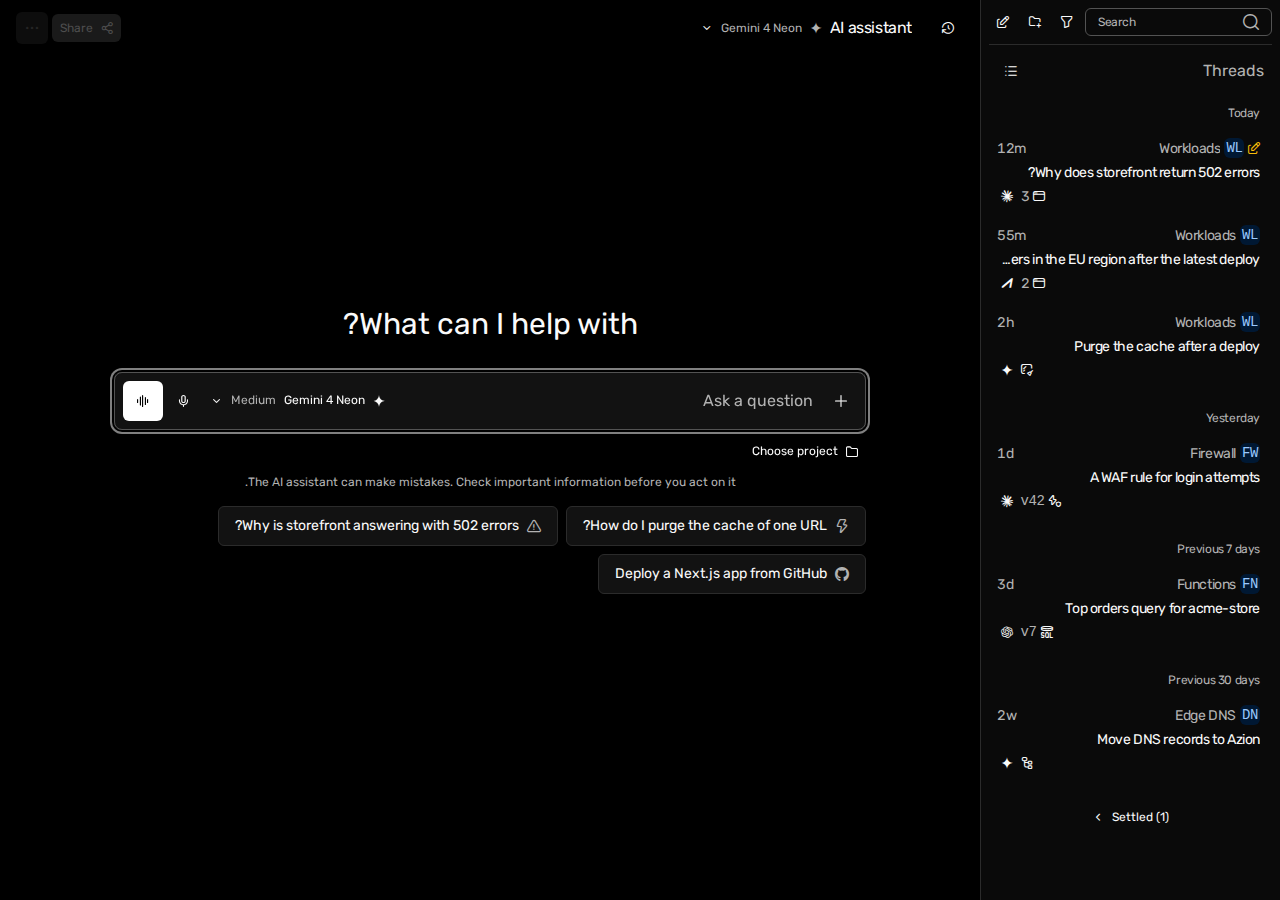 Search
Threads
Today
WL Workloads 12m
?Why does storefront return 502 errors
3
WL Workloads 55m
...ers in the EU region after the latest deploy
2
WL Workloads 2h
Purge the cache after a deploy
Yesterday
FW Firewall 1d
A WAF rule for login attempts
v42
Previous 7 days
FN Functions 3d
Top orders query for acme-store
v7
Previous 30 days
DN Edge DNS 2w
Move DNS records to Azion
Settled (1)
AI assistant
Gemini 4 Neon
Share
?What can I help with
Ask a question
Gemini 4 Neon Medium
Choose project
.The AI assistant can make mistakes. Check important information before you act on it
?How do I purge the cache of one URL
?Why is storefront answering with 502 errors
Deploy a Next.js app from GitHub